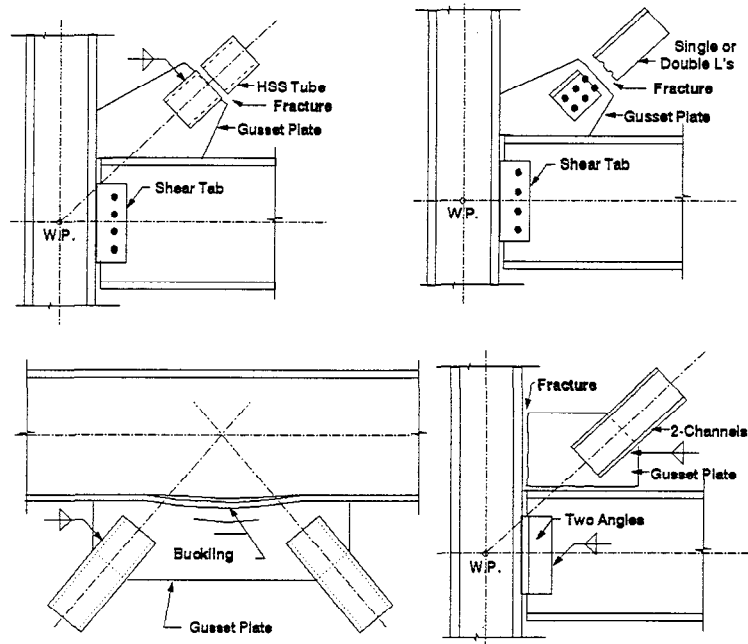 HSS Tube
Fracture
Gusset Plate
Shear Tab
W.P.
Single or
Double L's
Fracture
Gusset Plate
Shear Tab
W.P.
Buckling
Gusset Plate
Fracture
2-Channels
Gusset Plate
Two Angles
W.P.